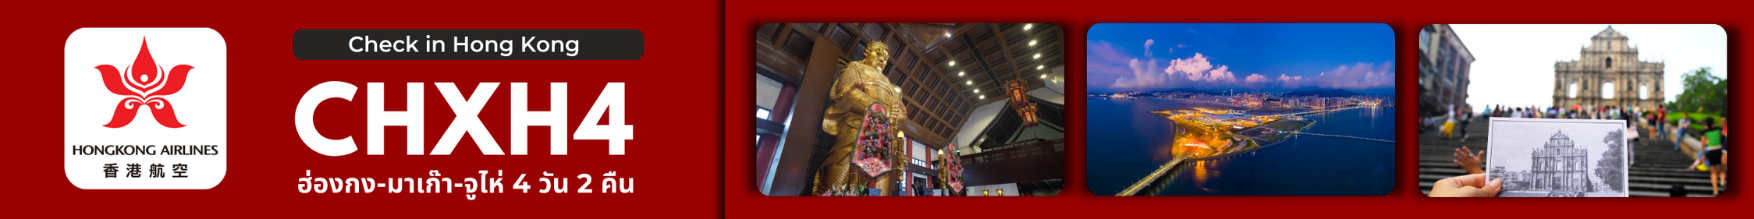 HONGKONG AIRLINES
香港航空
Check in Hong Kong
CHXH4
ฮ่องกง-มาเก๊า-จูไห่ 4 วัน 2 คืน